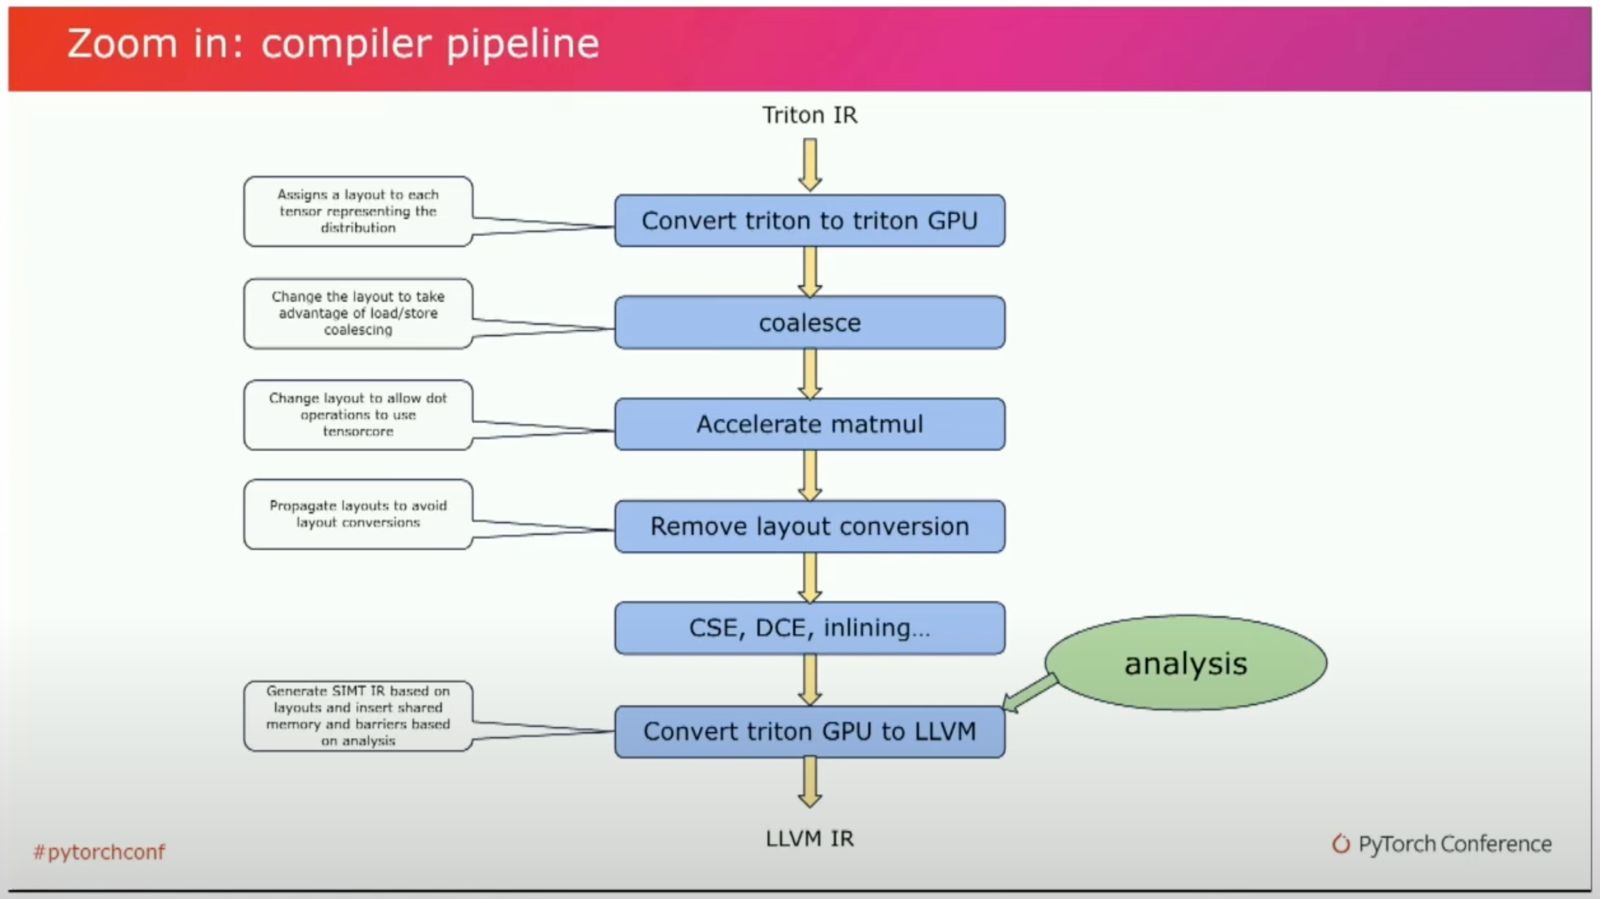 Zoom in: compiler pipeline
Triton IR
Assigns a layout to each
tensor representing the
distribution
Convert triton to triton GPU
Change the layout to take
advantage of load/store
coalescing
coalesce
Change layout to allow dot
operations to use
tensorcore
Accelerate matmul
Propagate layouts to avoid
layout conversions
Remove layout conversion
CSE, DCE, inlining...
analysis
Generate SIMT IR based on
layouts and insert shared
memory and barriers based
on analysis
Convert triton GPU to LLVM
LLVM IR
#pytorchconf
PyTorch Conference